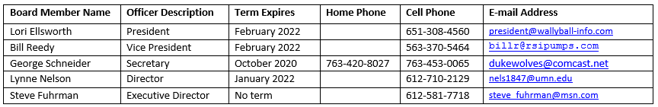 Board Member Name Officer Description Term Expires Home Phone Cell Phone E-mail Address
Lori Ellsworth President February 2022 651-308-4560 president@wallyball-info.com
Bill Reedy Vice President February 2022 563-370-5464 billr@rsipumps.com
George Schneider Secretary October 2020 763-420-8027 763-453-0065 dukewolves@comcast.net
Lynne Nelson Director January 2022 612-710-2129 nels1847@umn.edu
Steve Fuhrman Executive Director No term 612-581-7718 steve_fuhrman@msn.com